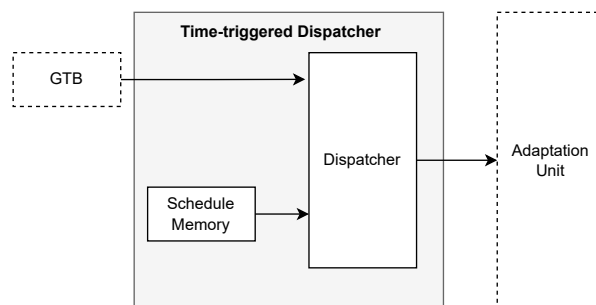 Time-triggered Dispatcher
GTB
Dispatcher
Adaptation
Unit
Schedule
Memory